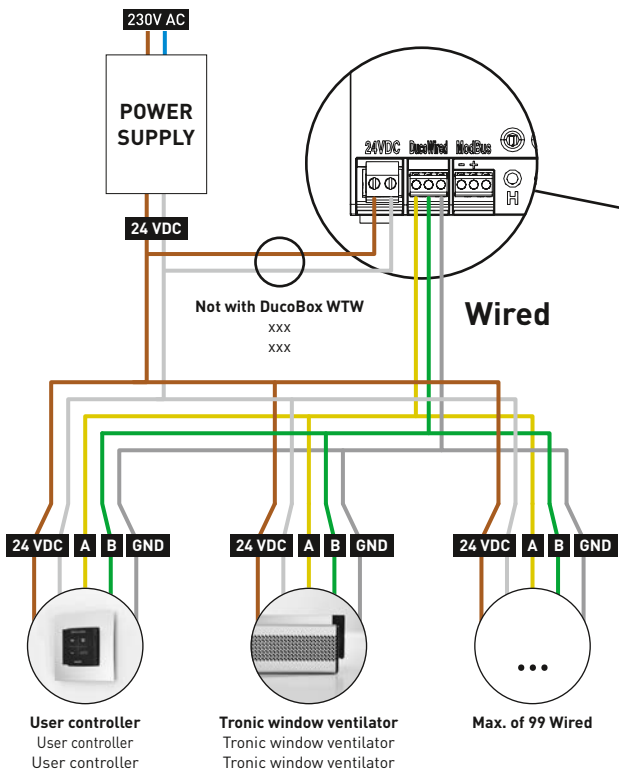 230V AC
POWER
SUPPLY
24 VDC
24VDC DucoWired ModBus
- +
H
Not with DucoBox WTW
xxx
xxx
Wired
24 VDC A B GND
24 VDC A B GND
24 VDC A B GND
...
User controller
User controller
User controller
Tronic window ventilator
Tronic window ventilator
Tronic window ventilator
Max. of 99 Wired